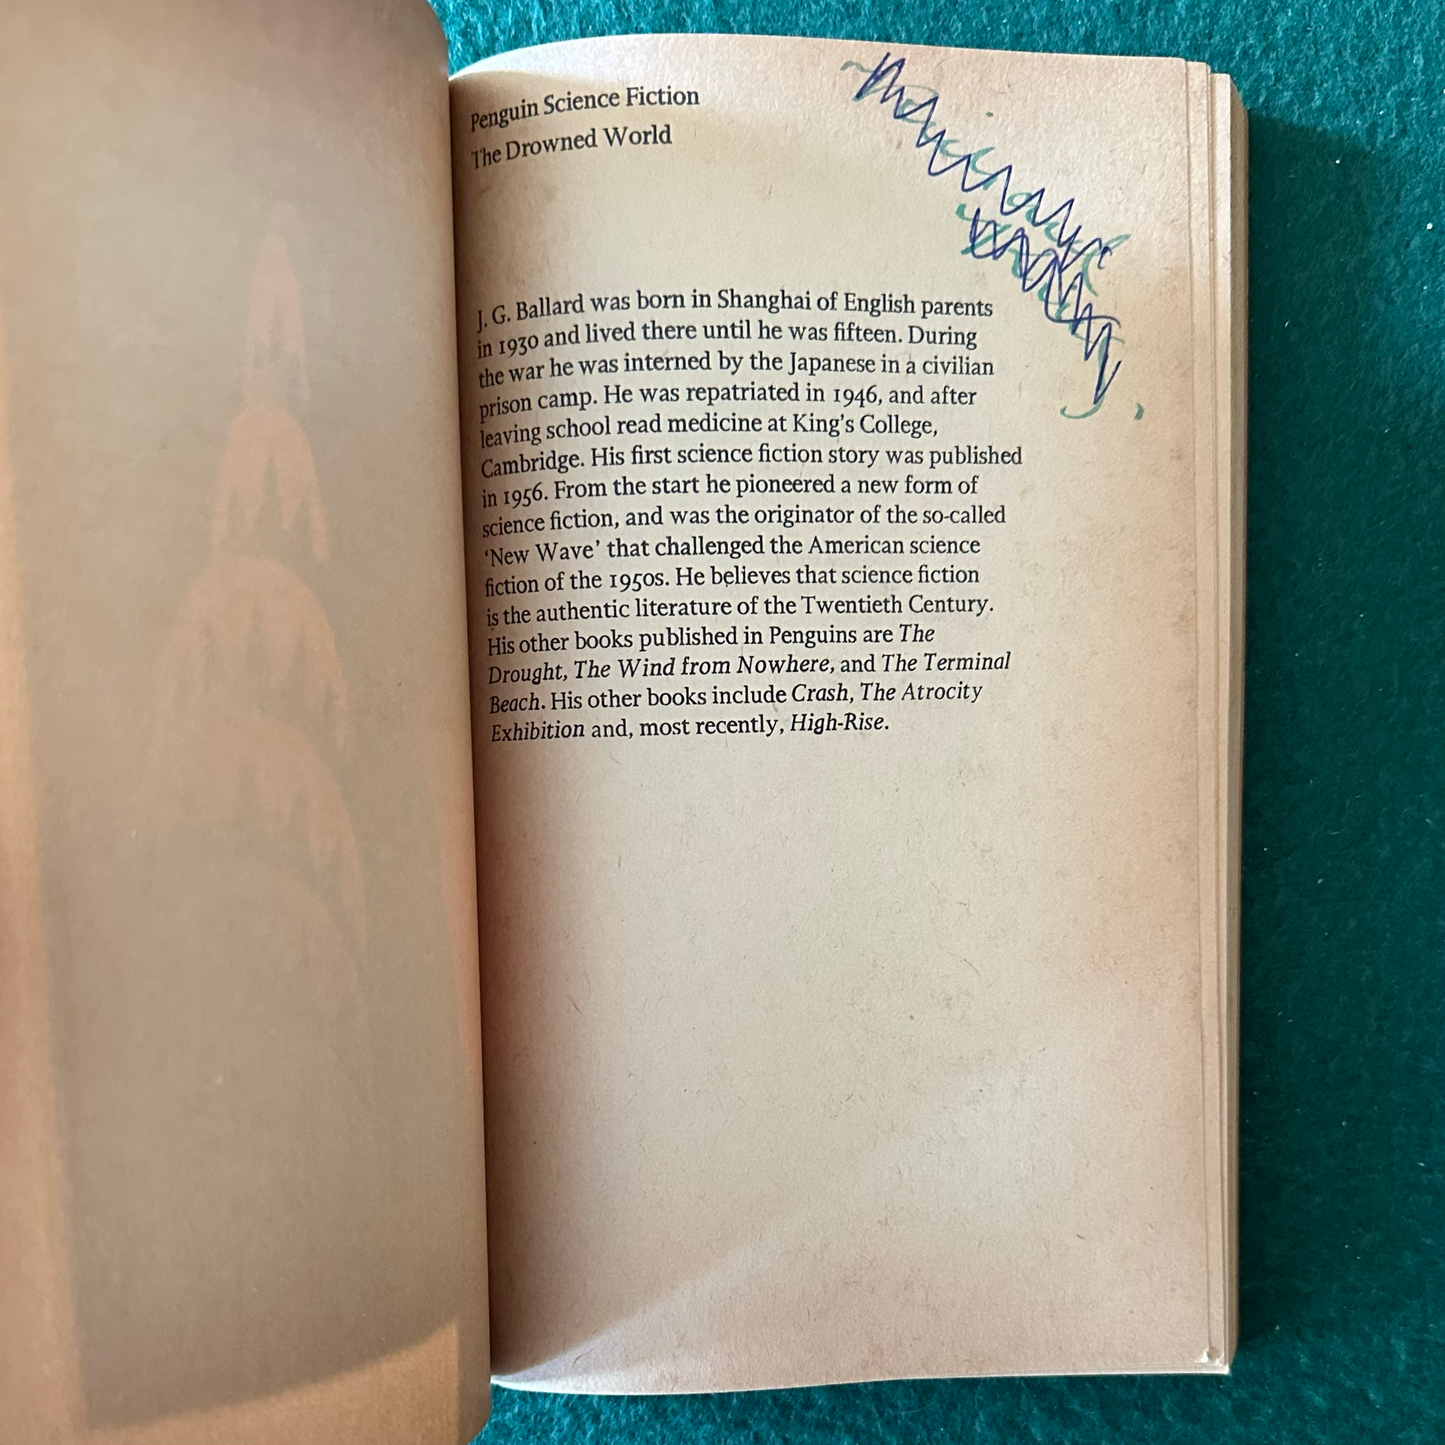 Penguin Science Fiction
The Drowned World
J. G. Ballard was born in Shanghai of English parents
in 1930 and lived there until he was fifteen. During
the war he was interned by the Japanese in a civilian
prison camp. He was repatriated in 1946, and after
leaving school read medicine at King's College,
Cambridge. His first science fiction story was published
in 1956. From the start he pioneered a new form of
science fiction, and was the originator of the so-called
‘New Wave’ that challenged the American science
fiction of the 1950s. He believes that science fiction
is the authentic literature of the Twentieth Century.
His other books published in Penguins are The
Drought, The Wind from Nowhere, and The Terminal
Beach. His other books include Crash, The Atrocity
Exhibition and, most recently, High-Rise.